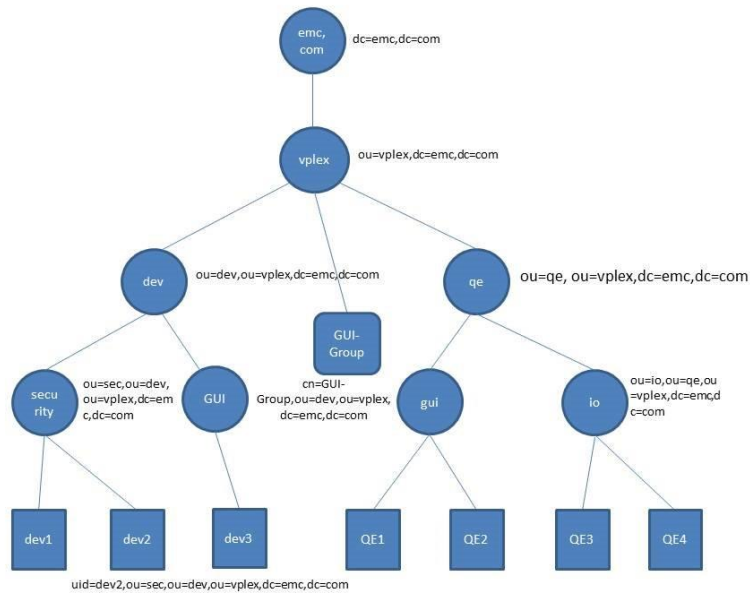 emc,
com
dc=emc,dc=com
vplex
ou=vplex,dc=emc,dc=com
dev
ou=dev,ou=vplex,dc=emc,dc=com
qe
ou=qe, ou=vplex,dc=emc,dc=com
GUI-
Group
cn=GUI-
Group,ou=dev,ou=vplex,
dc=emc,dc=com
secu
rity
ou=sec,ou=dev,
ou=vplex,dc=em
c,dc=com
GUI
gui
io
ou=io,ou=qe,ou
=vplex,dc=emc,d
c=com
dev1
dev2
dev3
QE1
QE2
QE3
QE4
uid=dev2,ou=sec,ou=dev,ou=vplex,dc=emc,dc=com